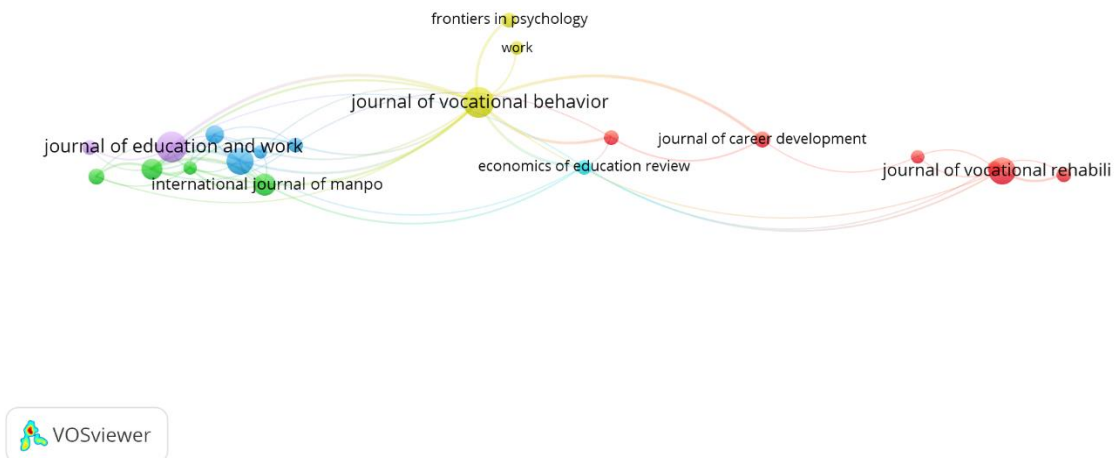 frontiers in psychology
work
journal of vocational behavior
journal of education and work
journal of career development
economics of education review
journal of vocational rehabili
international journal of manpo
VOSviewer